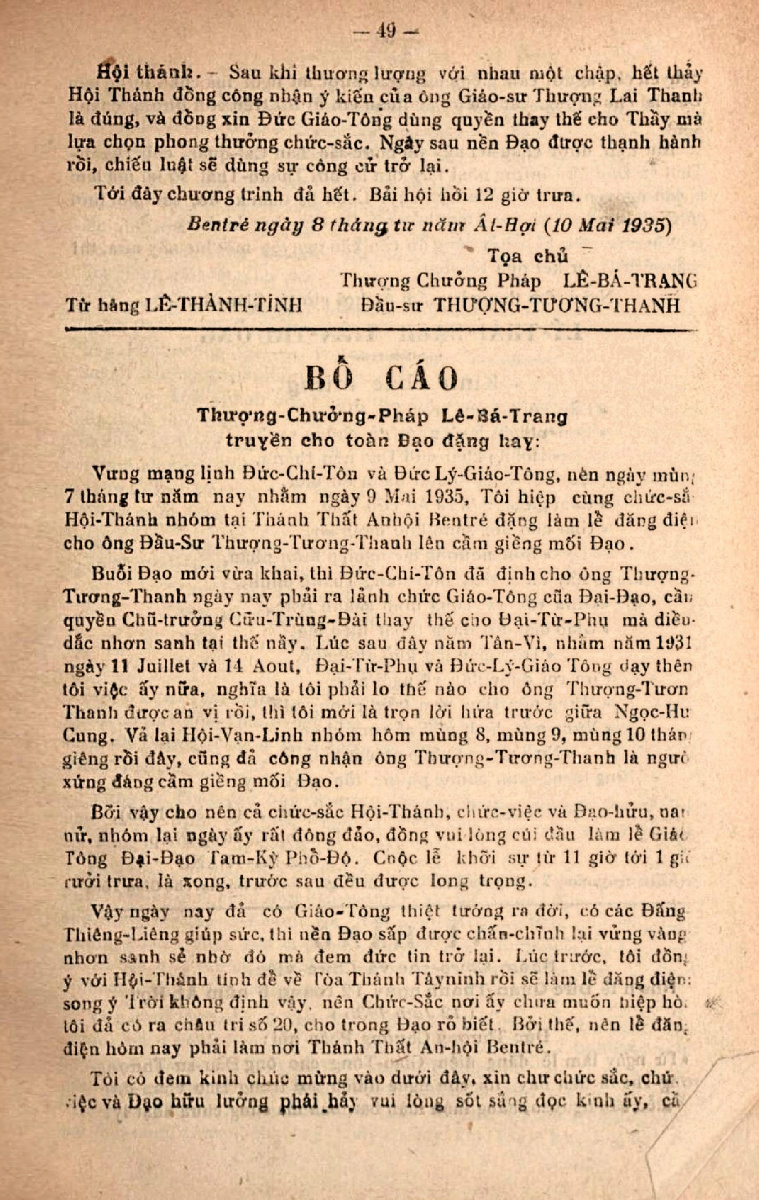 — 49 —
Hội thánh. – Sau khi thương lượng với nhau một chập, hết thảy
Hội Thánh đồng công nhận ý kiến của ông Giáo-sư Thượng Lai Thanh
là đúng, và đồng xin Đức Giáo-Tông dùng quyền thay thế cho Thầy mà
lựa chọn phong thưởng chức-sắc. Ngày sau nền Đạo được thạnh hành
rồi, chiếu luật sẽ dùng sự công cử trở lại.
Tới đây chương trình đả hết. Bải hội hồi 12 giờ trưa.
Bentré ngày 8 tháng tư năm Ất-Hợi (10 Mai 1935)
Tọa chủ
Thượng Chưởng Pháp LÊ-BÁ-TRANG
Từ hàng LÊ-THÀNH-TÍNH Đầu-sư THƯỢNG-TƯƠNG-THANH
BỐ CÁO
Thượng-Chưởng-Pháp Lê-Bá-Trang
truyền cho toàn Đạo đặng hay:
Vưng mạng lịnh Đức-Chí-Tôn và Đức Lý-Giáo-Tông, nên ngày mùng
7 tháng tư năm nay nhằm ngày 9 Mai 1935, Tôi hiệp cùng chức-sắ
Hội-Thánh nhóm tại Thánh Thất Anhội Bentré đặng làm lễ đăng điện
cho ông Đầu-Sư Thượng-Tương-Thanh lên cầm giềng mối Đạo.
Buổi Đạo mới vừa khai, thì Đức-Chí-Tôn đã định cho ông Thượng-
Tương-Thanh ngày nay phải ra lảnh chức Giáo-Tông của Đại-Đạo, cầm
quyền Chủ-trưởng Cữu-Trùng-Đài thay thế cho Đại-Từ-Phụ mà diều-
dắc nhơn sanh tại thế nầy. Lúc sau đây năm Tân-Vì, nhằm năm 1931
ngày 11 Juillet và 14 Aout, Đại-Từ-Phụ và Đức-Lý-Giáo Tông dạy thêm
tôi việc ấy nữa, nghĩa là tôi phải lo thế nào cho ông Thượng-Tươn
Thanh được an vị rồi, thì tôi mới là trọn lời hứa trước giữa Ngọc-Hư
Cung. Vả lại Hội-Vạn-Linh nhóm hôm mùng 8, mùng 9, mùng 10 thán
giêng rồi đây, cũng đả công nhận ông Thượng-Tương-Thanh là ngườ
xứng đáng cầm giềng mối Đạo.
Bởi vậy cho nên cả chức-sắc Hội-Thánh, chức-việc và Đạo-hửu, na
nử, nhóm lại ngày ấy rất đông đảo, đồng vui lòng cúi đầu làm lể Giáo
Tông Đại-Đạo Tam-Kỳ Phổ-Độ. Cuộc lễ khởi sự từ 11 giờ tới 1 giờ
rưởi trưa, là xong, trước sau đều được long trọng.
Vậy ngày nay đả có Giáo-Tông thiệt tướng ra đời, có các Đấng
Thiêng-Liêng giúp sức, thì nền Đạo sắp được chấn-chỉnh lại vửng vàng
nhơn sanh sẻ nhờ đó mà đem đức tin trở lại. Lúc trước, tôi đồng
ý với Hội-Thánh tính để về Tòa Thánh Tâyninh rồi sẽ làm lể đăng điện:
song ý Trời không định vậy, nên Chức-Sắc nơi ấy chưa muốn hiệp hò
tôi đả có ra châu tri số 20, cho trong Đạo rỏ biết. Bởi thế, nên lể đăn
điện hôm nay phải làm nơi Thánh Thất An-hội Bentré.
Tôi có đem kinh chúc mừng vào dưới đây, xin chư chức sắc, chứ
việc và Đạo hữu lưởng phái hảy vui lòng sốt sắng đọc kinh ấy, cầ